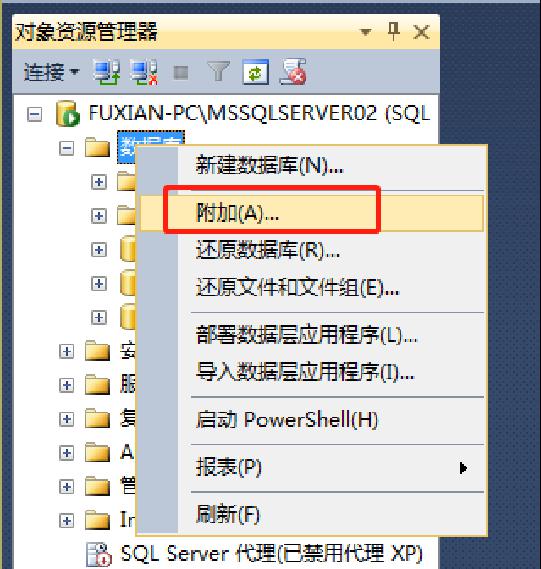 对象资源管理器
连接
FUXIAN-PC\MSSQLSERVER02 (SQL
数据库
新建数据库(N)...
附加(A)...
还原数据库(R)...
还原文件和文件组(E)...
部署数据层应用程序(L)...
导入数据层应用程序(I)...
启动 PowerShell(H)
报表(P)
刷新(F)
安
服
复
A
管
In
SQL Server 代理(已禁用代理 XP)